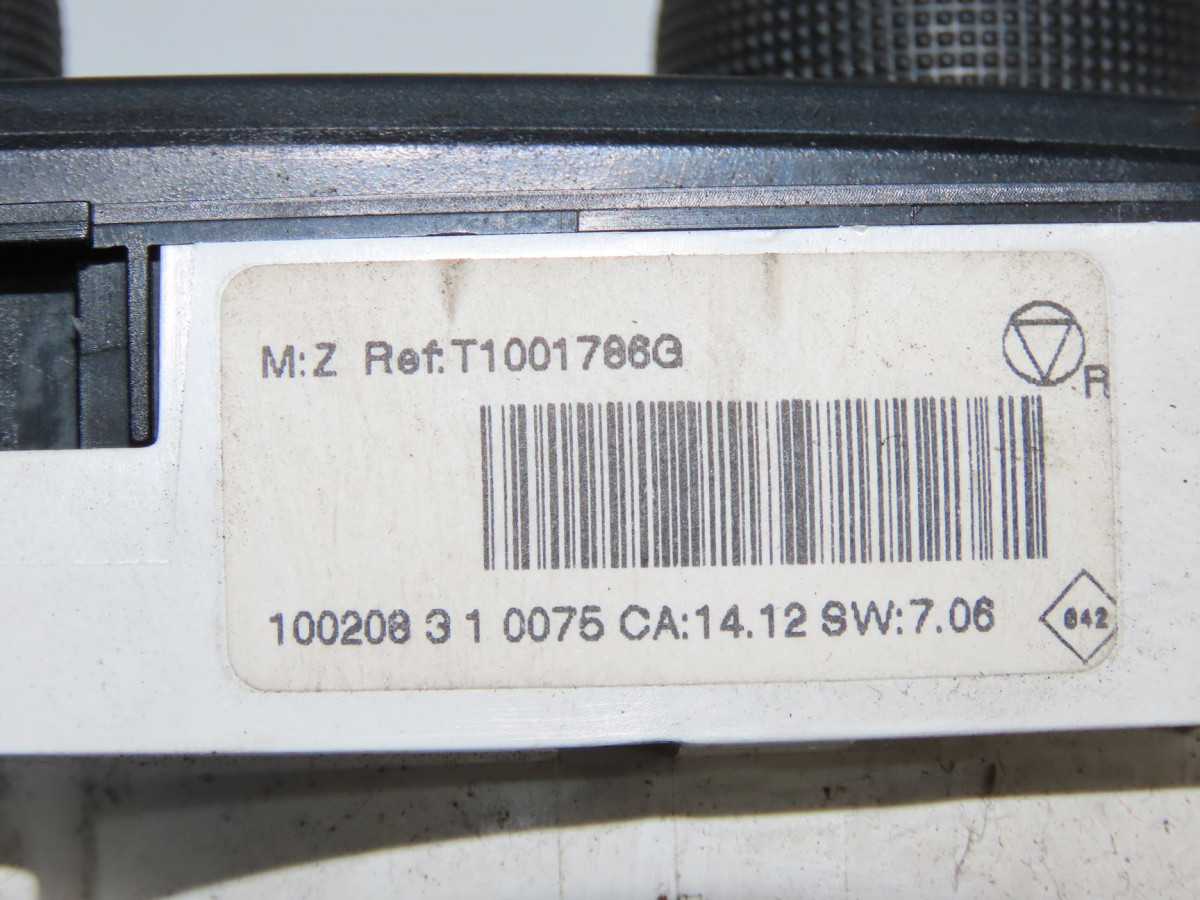 M:Z Ref:T1001786G
R
100208 3 1 0075 CA:14.12 SW:7.06
642